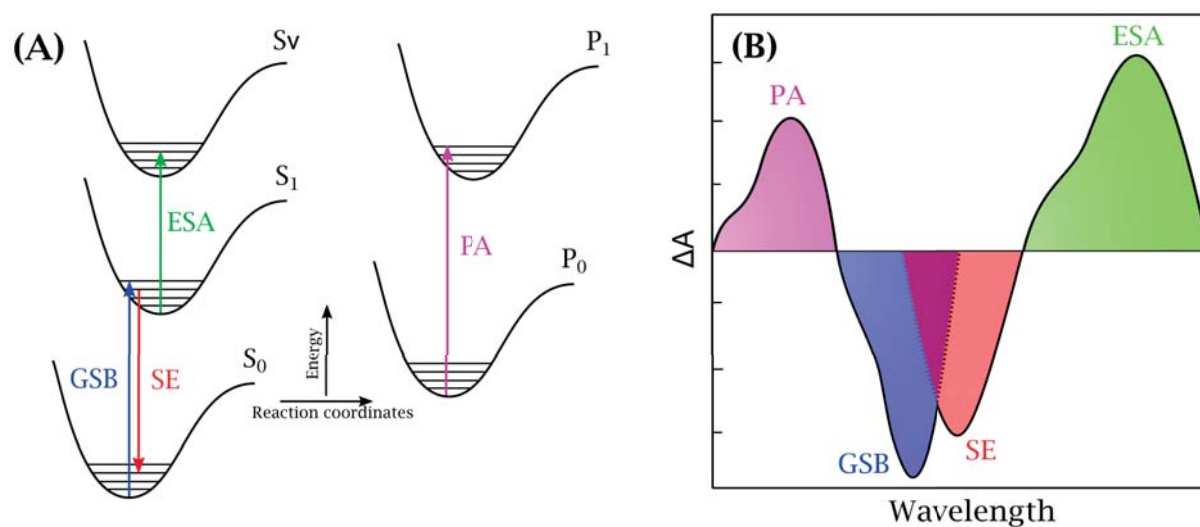 (A)
Sv
P₁
S₁
ESA
PA
P₀
S₀
GSB
SE
Energy
Reaction coordinates
(B)
PA
ESA
ΔA
GSB
SE
Wavelength